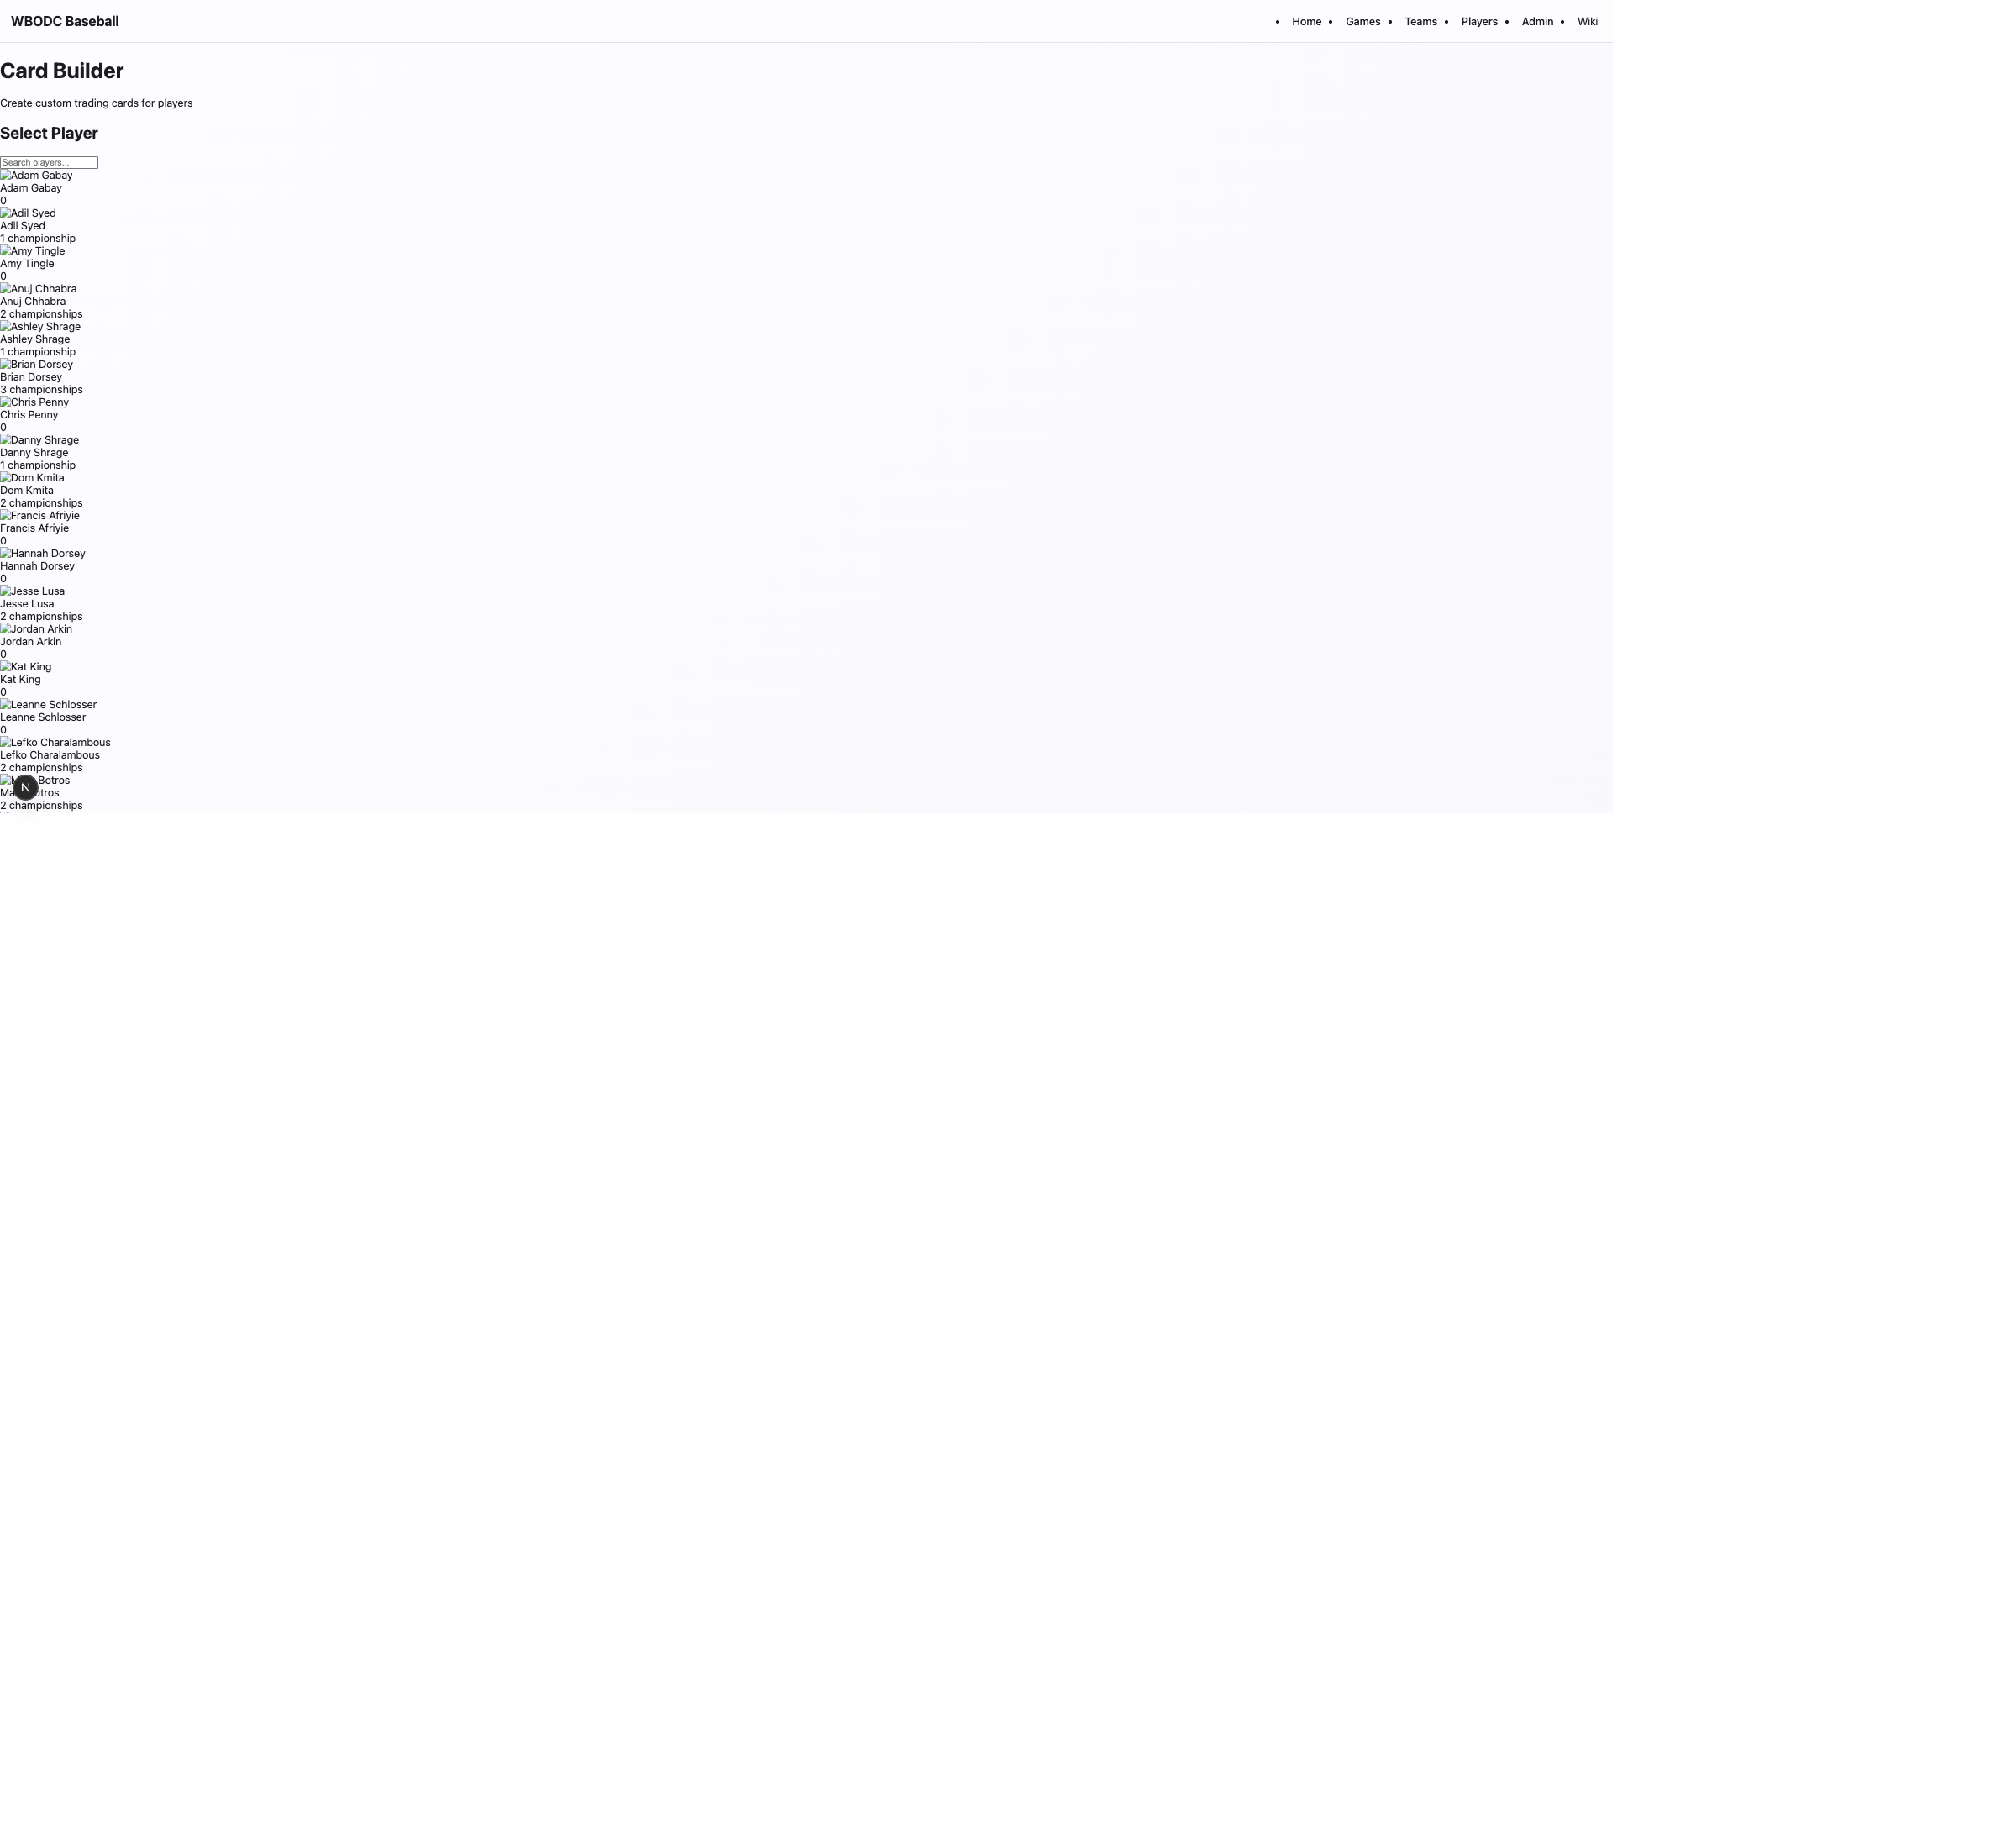 WBODC Baseball
• Home • Games • Teams • Players • Admin • Wiki
Card Builder
Create custom trading cards for players
Select Player
Search players...
Adam Gabay
Adam Gabay
0
Adil Syed
Adil Syed
1 championship
Amy Tingle
Amy Tingle
0
Anuj Chhabra
Anuj Chhabra
2 championships
Ashley Shrage
Ashley Shrage
1 championship
Brian Dorsey
Brian Dorsey
3 championships
Chris Penny
Chris Penny
0
Danny Shrage
Danny Shrage
1 championship
Dom Kmita
Dom Kmita
2 championships
Francis Afriyie
Francis Afriyie
0
Hannah Dorsey
Hannah Dorsey
0
Jesse Lusa
Jesse Lusa
2 championships
Jordan Arkin
Jordan Arkin
0
Kat King
Kat King
0
Leanne Schlosser
Leanne Schlosser
0
Lefko Charalambous
Lefko Charalambous
2 championships
Botros
N
2 championships